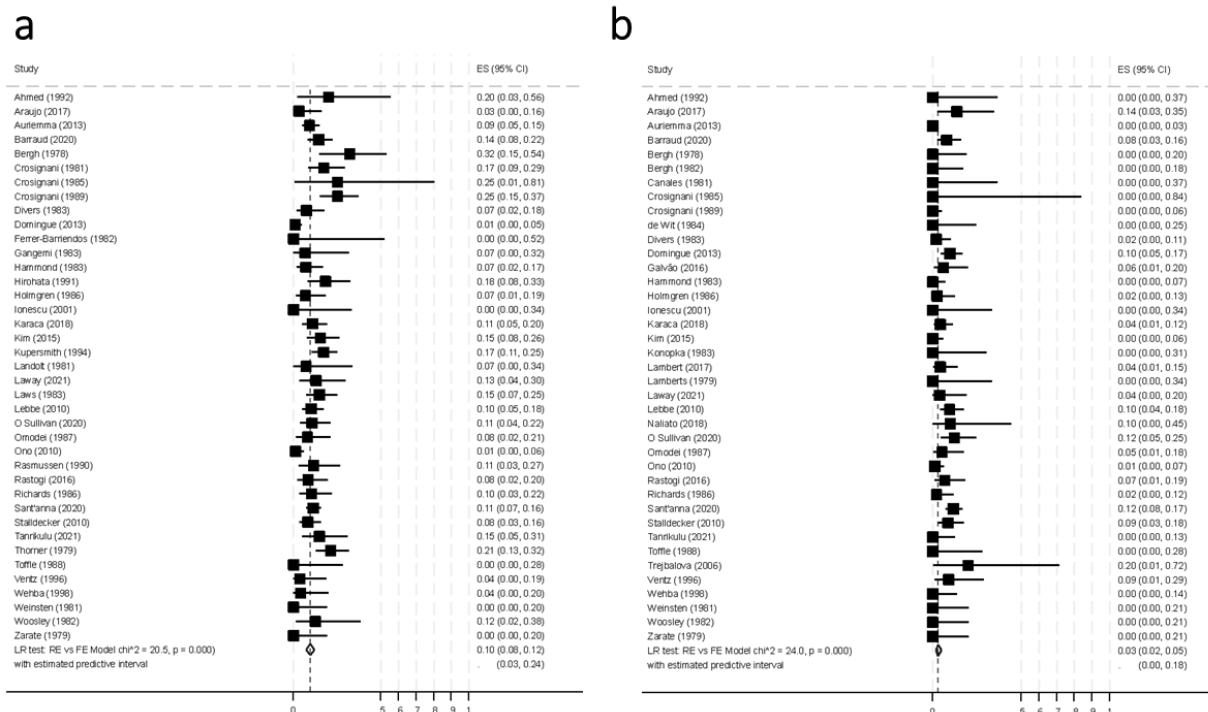 a
Study ES (95% CI)
Ahmed (1992) 0.20 (0.03, 0.56)
Araujo (2017) 0.03 (0.00, 0.16)
Auriemma (2013) 0.09 (0.05, 0.15)
Barraud (2020) 0.14 (0.08, 0.22)
Bergh (1978) 0.32 (0.15, 0.54)
Crosignani (1981) 0.17 (0.09, 0.29)
Crosignani (1985) 0.25 (0.01, 0.81)
Crosignani (1989) 0.25 (0.15, 0.37)
Divers (1983) 0.07 (0.02, 0.18)
Domingue (2013) 0.01 (0.00, 0.05)
Ferrer-Barriendos (1982) 0.00 (0.00, 0.52)
Gangemi (1983) 0.07 (0.00, 0.32)
Hammond (1983) 0.07 (0.02, 0.17)
Hirohata (1991) 0.18 (0.08, 0.33)
Holmgren (1986) 0.07 (0.01, 0.19)
Ionescu (2001) 0.00 (0.00, 0.34)
Karaca (2018) 0.11 (0.05, 0.20)
Kim (2015) 0.15 (0.08, 0.26)
Kupersmith (1994) 0.17 (0.11, 0.25)
Landolt (1981) 0.07 (0.00, 0.34)
Laway (2021) 0.13 (0.04, 0.30)
Laws (1983) 0.15 (0.07, 0.25)
Lebbe (2010) 0.10 (0.05, 0.18)
O Sullivan (2020) 0.11 (0.04, 0.22)
Omodei (1987) 0.08 (0.02, 0.21)
Ono (2010) 0.01 (0.00, 0.06)
Rasmussen (1990) 0.11 (0.03, 0.27)
Rastogi (2016) 0.08 (0.02, 0.20)
Richards (1986) 0.10 (0.03, 0.22)
Sant'anna (2020) 0.11 (0.07, 0.16)
Stalldecker (2010) 0.08 (0.03, 0.16)
Tanrikulu (2021) 0.15 (0.05, 0.31)
Thorner (1979) 0.21 (0.13, 0.32)
Toffle (1988) 0.00 (0.00, 0.28)
Ventz (1996) 0.04 (0.00, 0.19)
Wehba (1998) 0.04 (0.00, 0.20)
Weinsten (1981) 0.00 (0.00, 0.20)
Woosley (1982) 0.12 (0.02, 0.38)
Zarate (1979) 0.00 (0.00, 0.20)
LR test: RE vs FE Model chi^2 = 20.5, p = 0.000) 0.10 (0.08, 0.12)
with estimated predictive interval . (0.03, 0.24)
0 .5 .6 .7 .8 .9 1
b
Study ES (95% CI)
Ahmed (1992) 0.00 (0.00, 0.37)
Araujo (2017) 0.14 (0.03, 0.35)
Auriemma (2013) 0.00 (0.00, 0.03)
Barraud (2020) 0.08 (0.03, 0.16)
Bergh (1978) 0.00 (0.00, 0.20)
Bergh (1982) 0.00 (0.00, 0.18)
Canales (1981) 0.00 (0.00, 0.37)
Crosignani (1985) 0.00 (0.00, 0.84)
Crosignani (1989) 0.00 (0.00, 0.06)
de Wit (1984) 0.00 (0.00, 0.25)
Divers (1983) 0.02 (0.00, 0.11)
Domingue (2013) 0.10 (0.05, 0.17)
Galvão (2016) 0.06 (0.01, 0.20)
Hammond (1983) 0.00 (0.00, 0.07)
Holmgren (1986) 0.02 (0.00, 0.13)
Ionescu (2001) 0.00 (0.00, 0.34)
Karaca (2018) 0.04 (0.01, 0.12)
Kim (2015) 0.00 (0.00, 0.06)
Konopka (1983) 0.00 (0.00, 0.31)
Lambert (2017) 0.04 (0.01, 0.15)
Lamberts (1979) 0.00 (0.00, 0.34)
Laway (2021) 0.04 (0.00, 0.20)
Lebbe (2010) 0.10 (0.04, 0.18)
Naliato (2018) 0.10 (0.00, 0.45)
O Sullivan (2020) 0.12 (0.05, 0.25)
Omodei (1987) 0.05 (0.01, 0.18)
Ono (2010) 0.01 (0.00, 0.07)
Rastogi (2016) 0.07 (0.01, 0.19)
Richards (1986) 0.02 (0.00, 0.12)
Sant'anna (2020) 0.12 (0.08, 0.17)
Stalldecker (2010) 0.09 (0.03, 0.18)
Tanrikulu (2021) 0.00 (0.00, 0.13)
Toffle (1988) 0.00 (0.00, 0.28)
Trejbalova (2006) 0.20 (0.01, 0.72)
Ventz (1996) 0.09 (0.01, 0.29)
Wehba (1998) 0.00 (0.00, 0.14)
Weinsten (1981) 0.00 (0.00, 0.21)
Woosley (1982) 0.00 (0.00, 0.21)
Zarate (1979) 0.00 (0.00, 0.21)
LR test: RE vs FE Model chi^2 = 24.0, p = 0.000) 0.03 (0.02, 0.05)
with estimated predictive interval . (0.00, 0.18)
0 .5 .6 .7 .8 .9 1